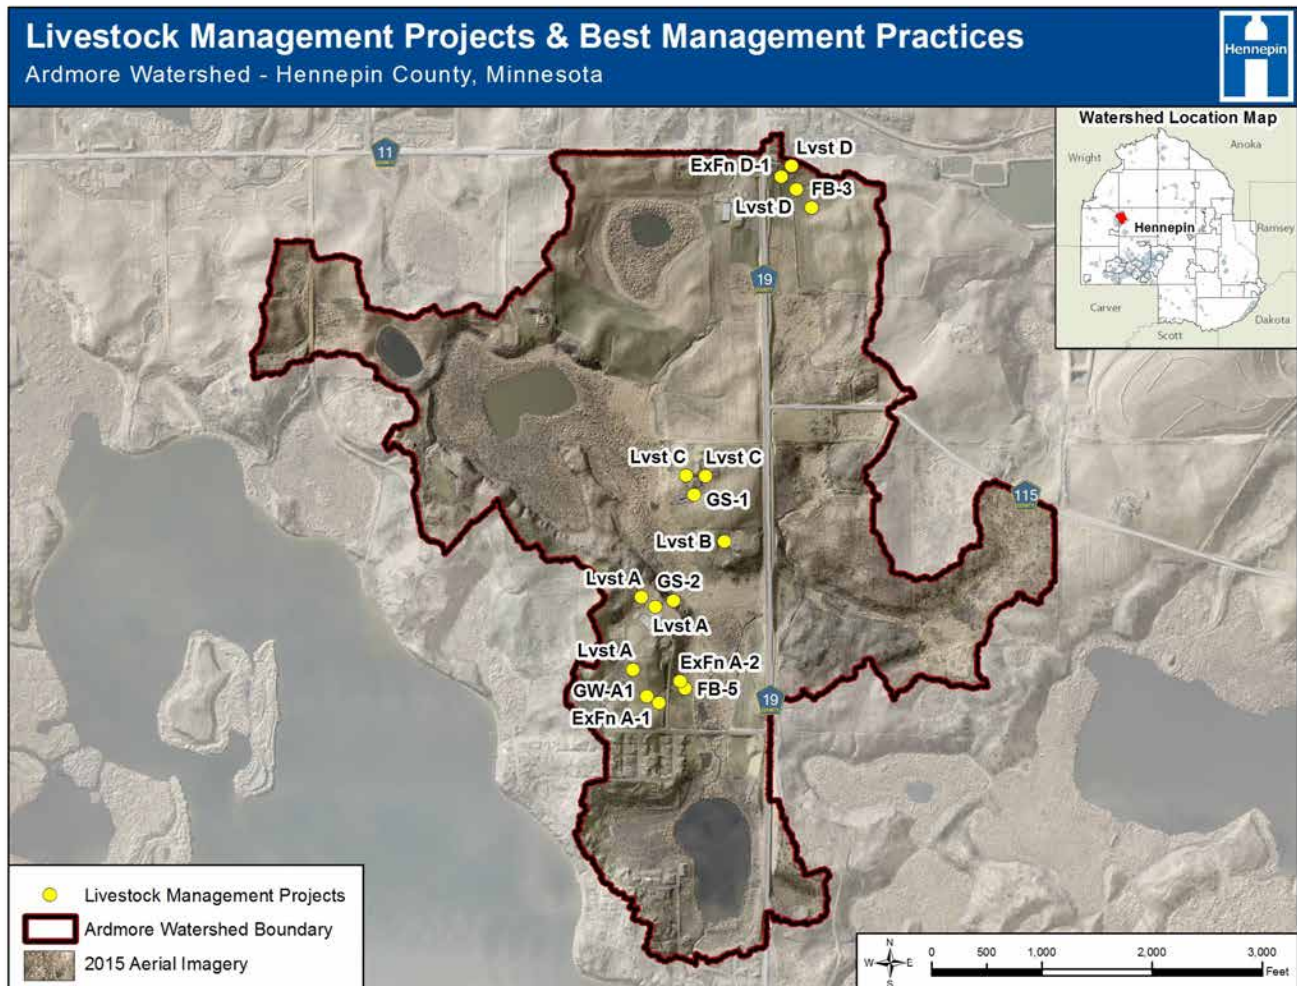 Livestock Management Projects & Best Management Practices
Ardmore Watershed - Hennepin County, Minnesota
Hennepin
Watershed Location Map
Wright
Anoka
Hennepin
Ramsey
Carver
Dakota
Scott
11
Lvst D
ExFn D-1
FB-3
Lvst D
19
Lvst C
Lvst C
GS-1
115
Lvst B
Lvst A
GS-2
Lvst A
Lvst A
ExFn A-2
GW-A1
FB-5
19
ExFn A-1
Livestock Management Projects
Ardmore Watershed Boundary
2015 Aerial Imagery
N
W
E
S
0 500 1,000 2,000 3,000
Feet